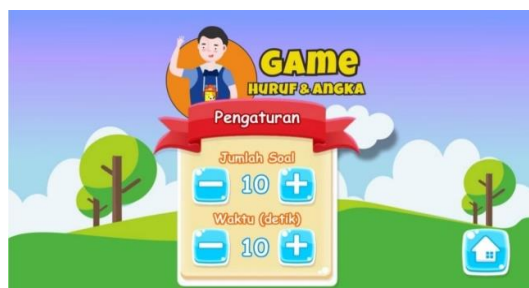 GAME
HURUF & ANGKA
Pengaturan
Jumlah Soal
10
Waktu (detik)
10